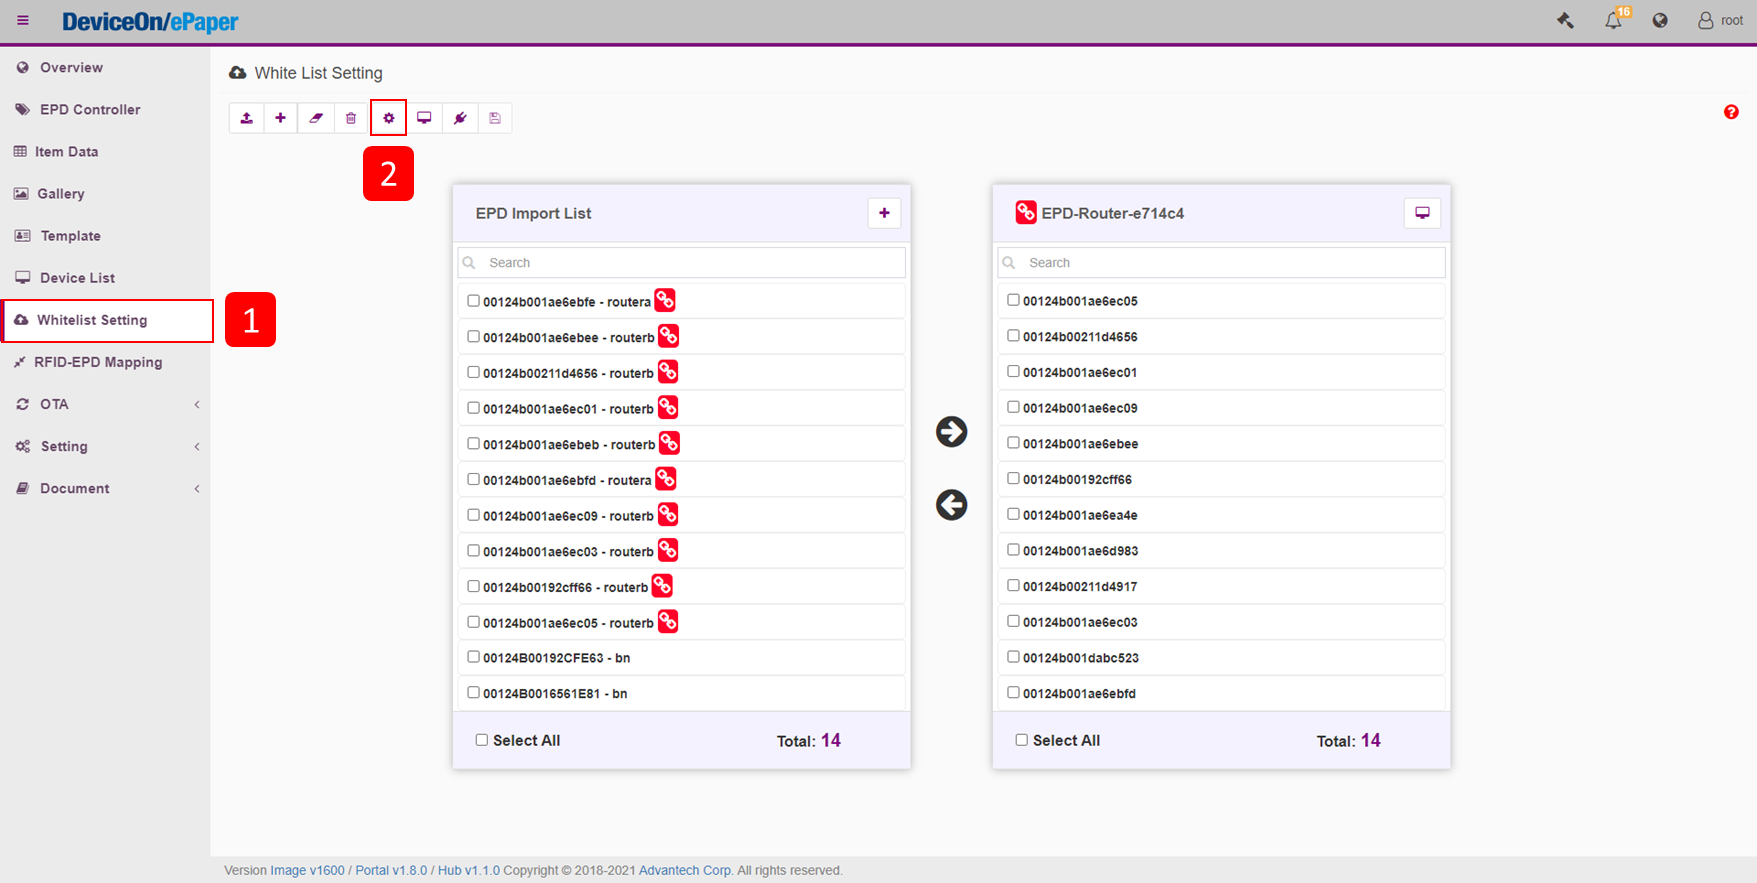 DeviceOn/ePaper
16
root
Overview
EPD Controller
Item Data
Gallery
Template
Device List
Whitelist Setting
RFID-EPD Mapping
OTA
Setting
Document
1
White List Setting
2
EPD Import List
Search
00124b001ae6ebfe - routera
00124b001ae6ebee - routerb
00124b00211d4656 - routerb
00124b001ae6ec01 - routerb
00124b001ae6ebeb - routerb
00124b001ae6ebfd - routera
00124b001ae6ec09 - routerb
00124b001ae6ec03 - routerb
00124b00192cff66 - routerb
00124b001ae6ec05 - routerb
00124B00192CFE63 - bn
00124B0016561E81 - bn
Select All
Total: 14
EPD-Router-e714c4
Search
00124b001ae6ec05
00124b00211d4656
00124b001ae6ec01
00124b001ae6ec09
00124b001ae6ebee
00124b00192cff66
00124b001ae6ea4e
00124b001ae6d983
00124b00211d4917
00124b001ae6ec03
00124b001dabc523
00124b001ae6ebfd
Select All
Total: 14
Version Image v1600 / Portal v1.8.0 / Hub v1.1.0 Copyright © 2018-2021 Advantech Corp. All rights reserved.